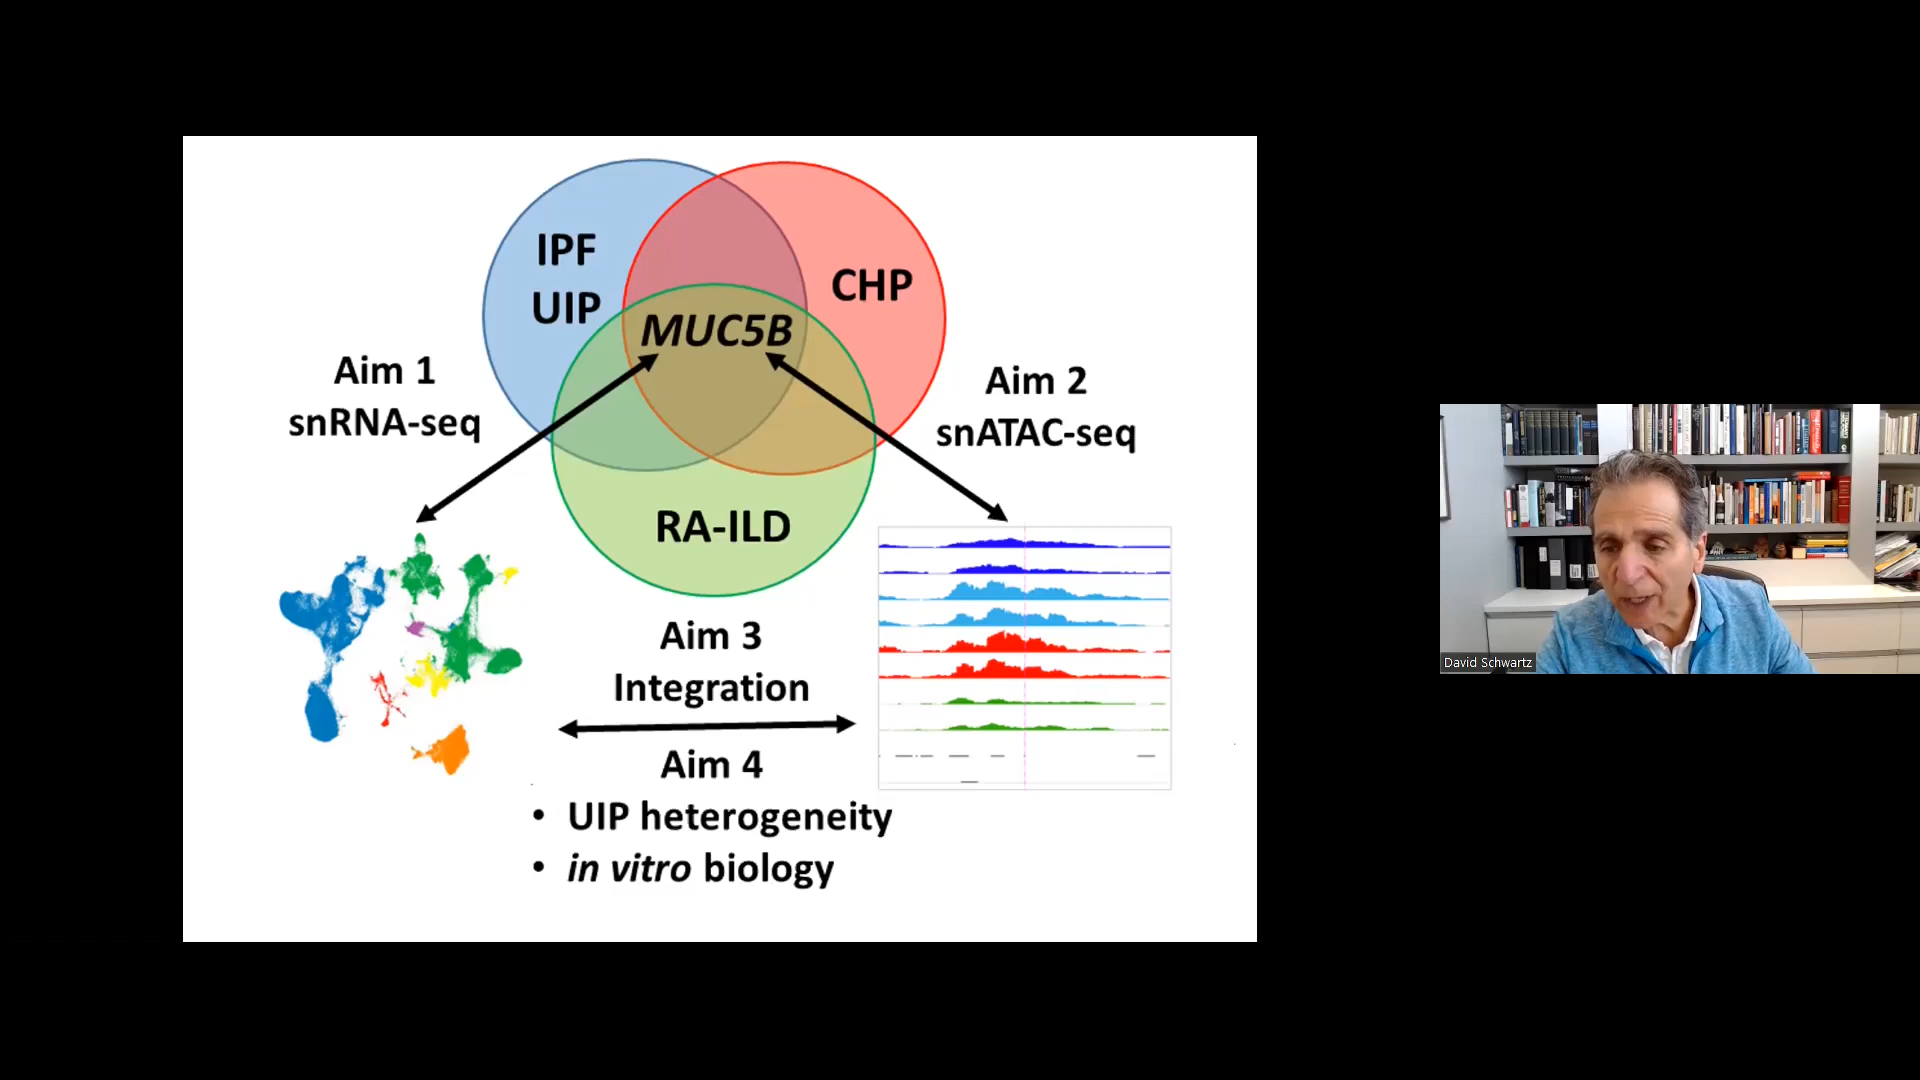 IPF
UIP
CHP
MUC5B
Aim 1
snRNA-seq
Aim 2
snATAC-seq
RA-ILD
Aim 3
Integration
Aim 4
• UIP heterogeneity
• in vitro biology
David Schwartz